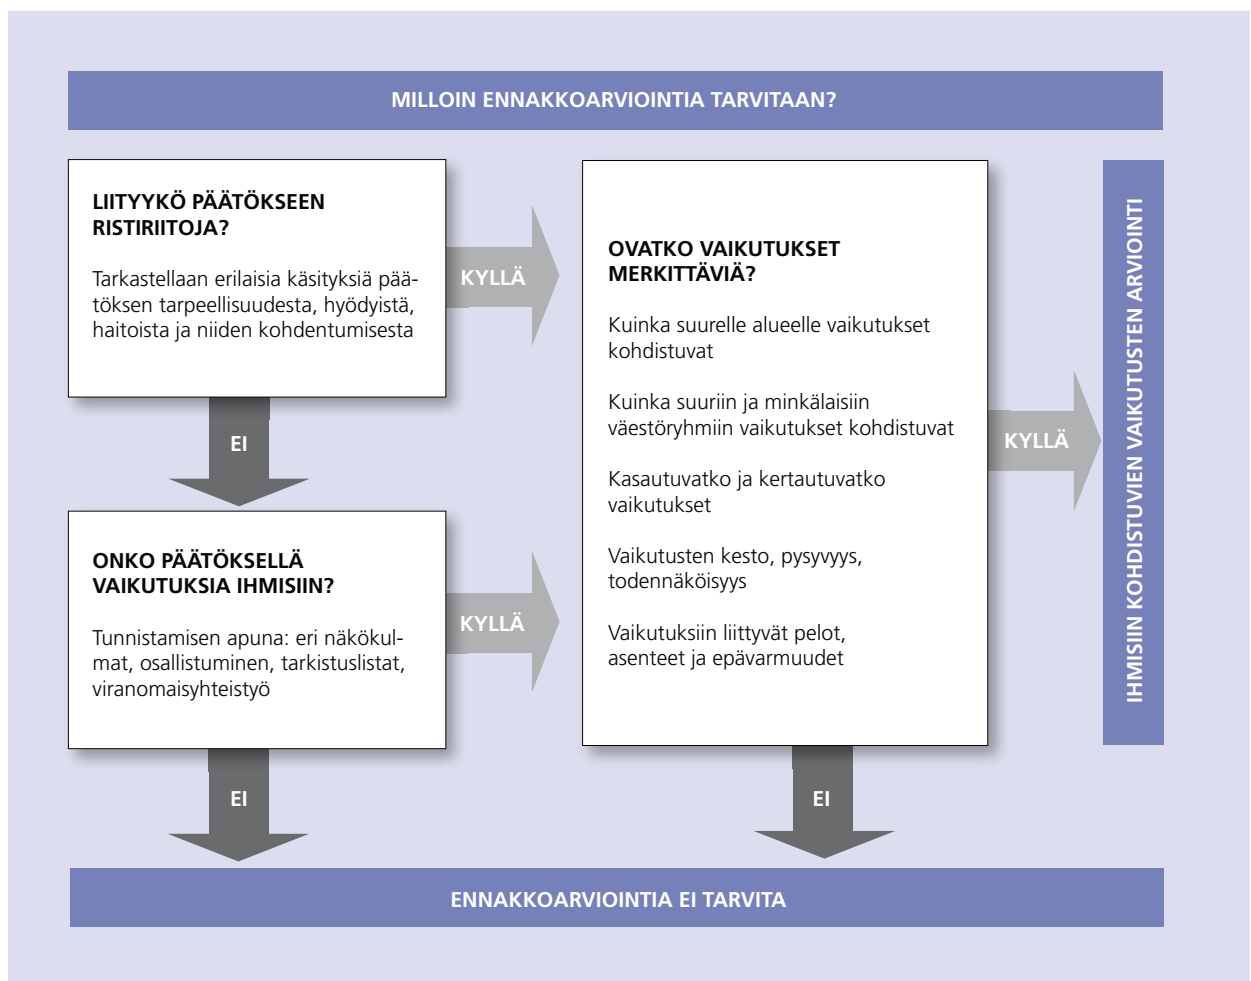 MILLOIN ENNAKKOARVIOINTIA TARVITAAN?
LIITYYKÖ PÄÄTÖKSEEN
RISTIRIITOJA?
Tarkastellaan erilaisia käsityksiä pää-
töksen tarpeellisuudesta, hyödyistä,
haitoista ja niiden kohdentumisesta
KYLLÄ
EI
ONKO PÄÄTÖKSELLÄ
VAIKUTUKSIA IHMISIIN?
Tunnistamisen apuna: eri näkökul-
mat, osallistuminen, tarkistuslistat,
viranomaisyhteistyö
KYLLÄ
EI
OVATKO VAIKUTUKSET
MERKITTÄVIÄ?
Kuinka suurelle alueelle vaikutukset
kohdistuvat
Kuinka suuriin ja minkälaisiin
väestöryhmiin vaikutukset kohdistuvat
Kasautuvatko ja kertautuvatko
vaikutukset
Vaikutusten kesto, pysyvyys,
todennäköisyys
Vaikutuksiin liittyvät pelot,
asenteet ja epävarmuudet
KYLLÄ
EI
IHMISIIN KOHDISTUVIEN VAIKUTUSTEN ARVIOINTI
ENNAKKOARVIOINTIA EI TARVITA